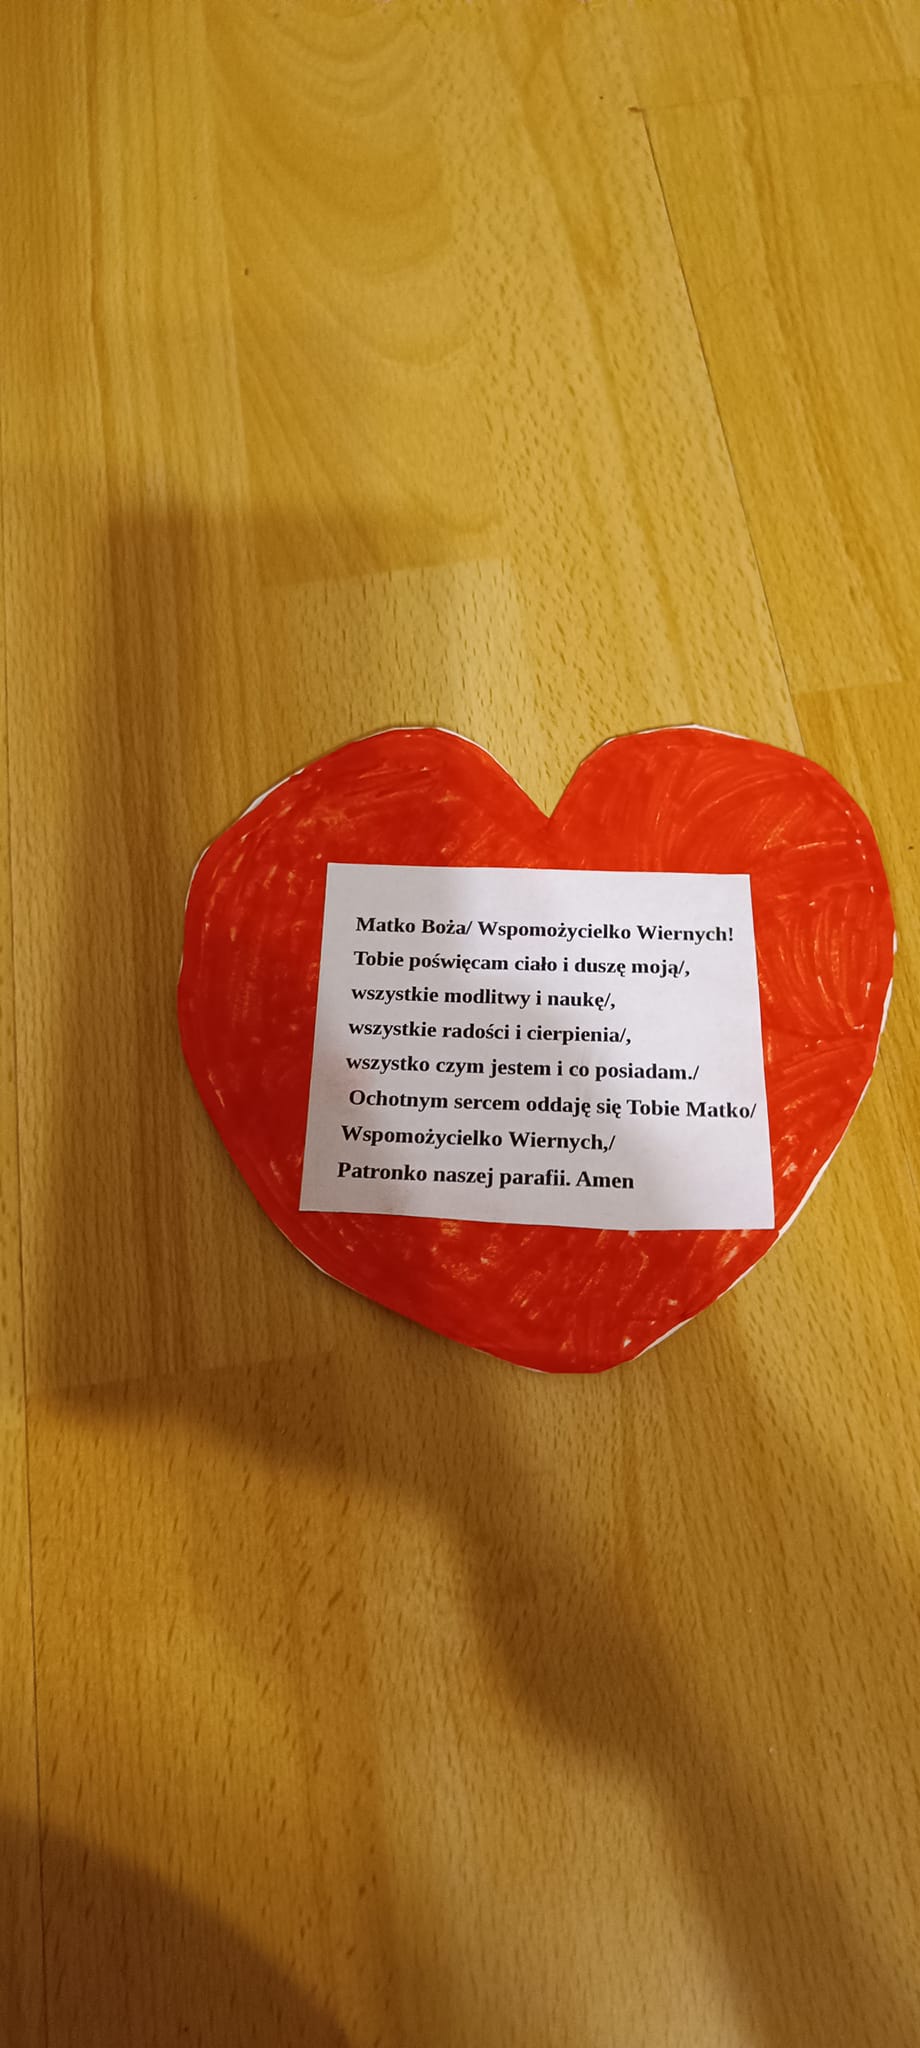 Matko Boża/ Wspomożycielko Wiernych!
Tobie poświęcam ciało i duszę moją/,
wszystkie modlitwy i naukę/,
wszystkie radości i cierpienia/,
wszystko czym jestem i co posiadam./
Ochotnym sercem oddaję się Tobie Matko/
Wspomożycielko Wiernych,/
Patronko naszej parafii. Amen